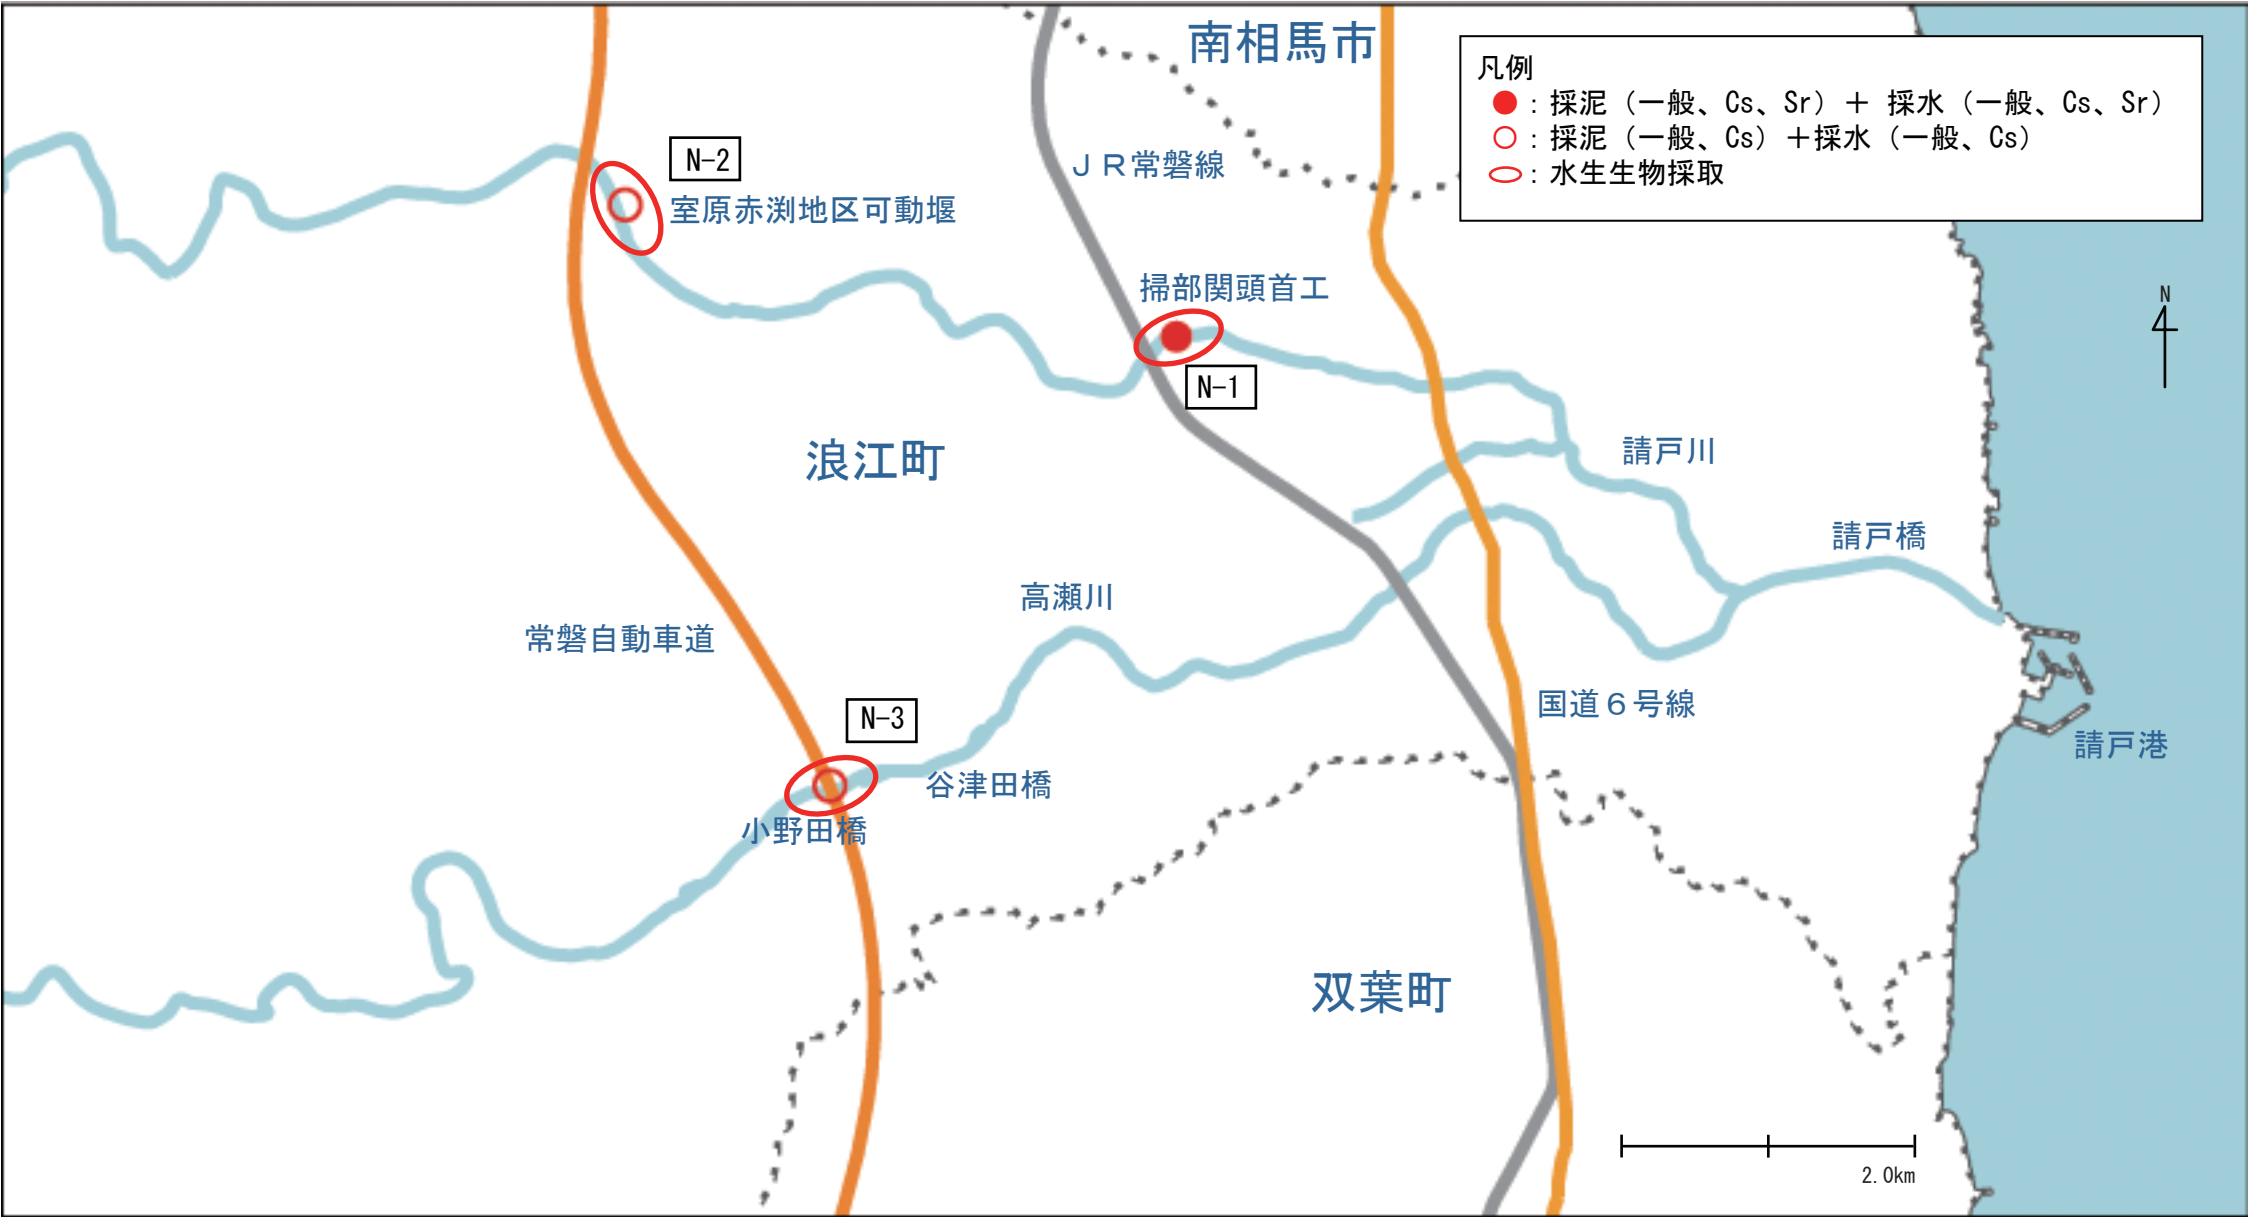 南相馬市
凡例
●：採泥（一般、Cs、Sr）＋ 採水（一般、Cs、Sr）
○：採泥（一般、Cs）＋採水（一般、Cs）
：水生生物採取
N-2
室原赤渕地区可動堰
ＪＲ常磐線
掃部関頭首工
N-1
N
浪江町
請戸川
請戸橋
高瀬川
常磐自動車道
N-3
国道６号線
請戸港
谷津田橋
小野田橋
双葉町
2.0km